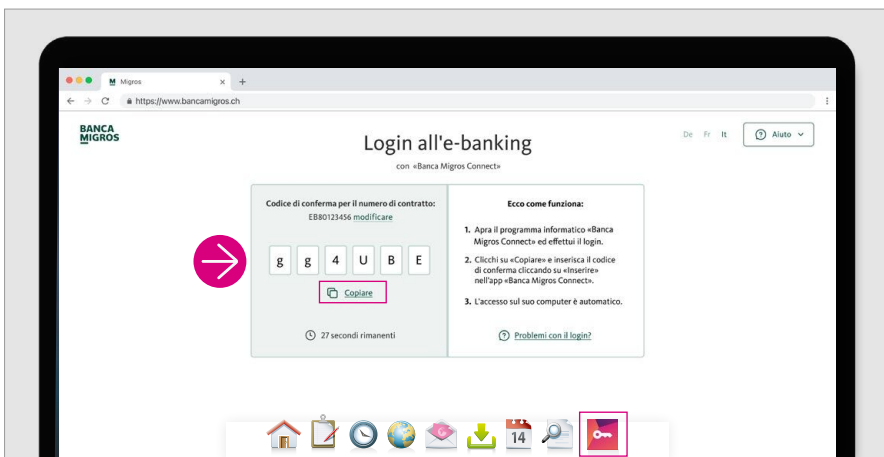 M Migros
https://www.bancamigros.ch
BANCA
MIGROS
De Fr It
Aiuto
Login all'e-banking
con «Banca Migros Connect»
Codice di conferma per il numero di contratto:
EB80123456 modificare
g g 4 U B E
Copiare
27 secondi rimanenti
Ecco come funziona:
1. Apra il programma informatico «Banca
Migros Connect» ed effettui il login.
2. Clicchi su «Copiare» e inserisca il codice
di conferma cliccando su «Inserire»
nell'app «Banca Migros Connect».
3. L'accesso sul suo computer è automatico.
Problemi con il login?
14